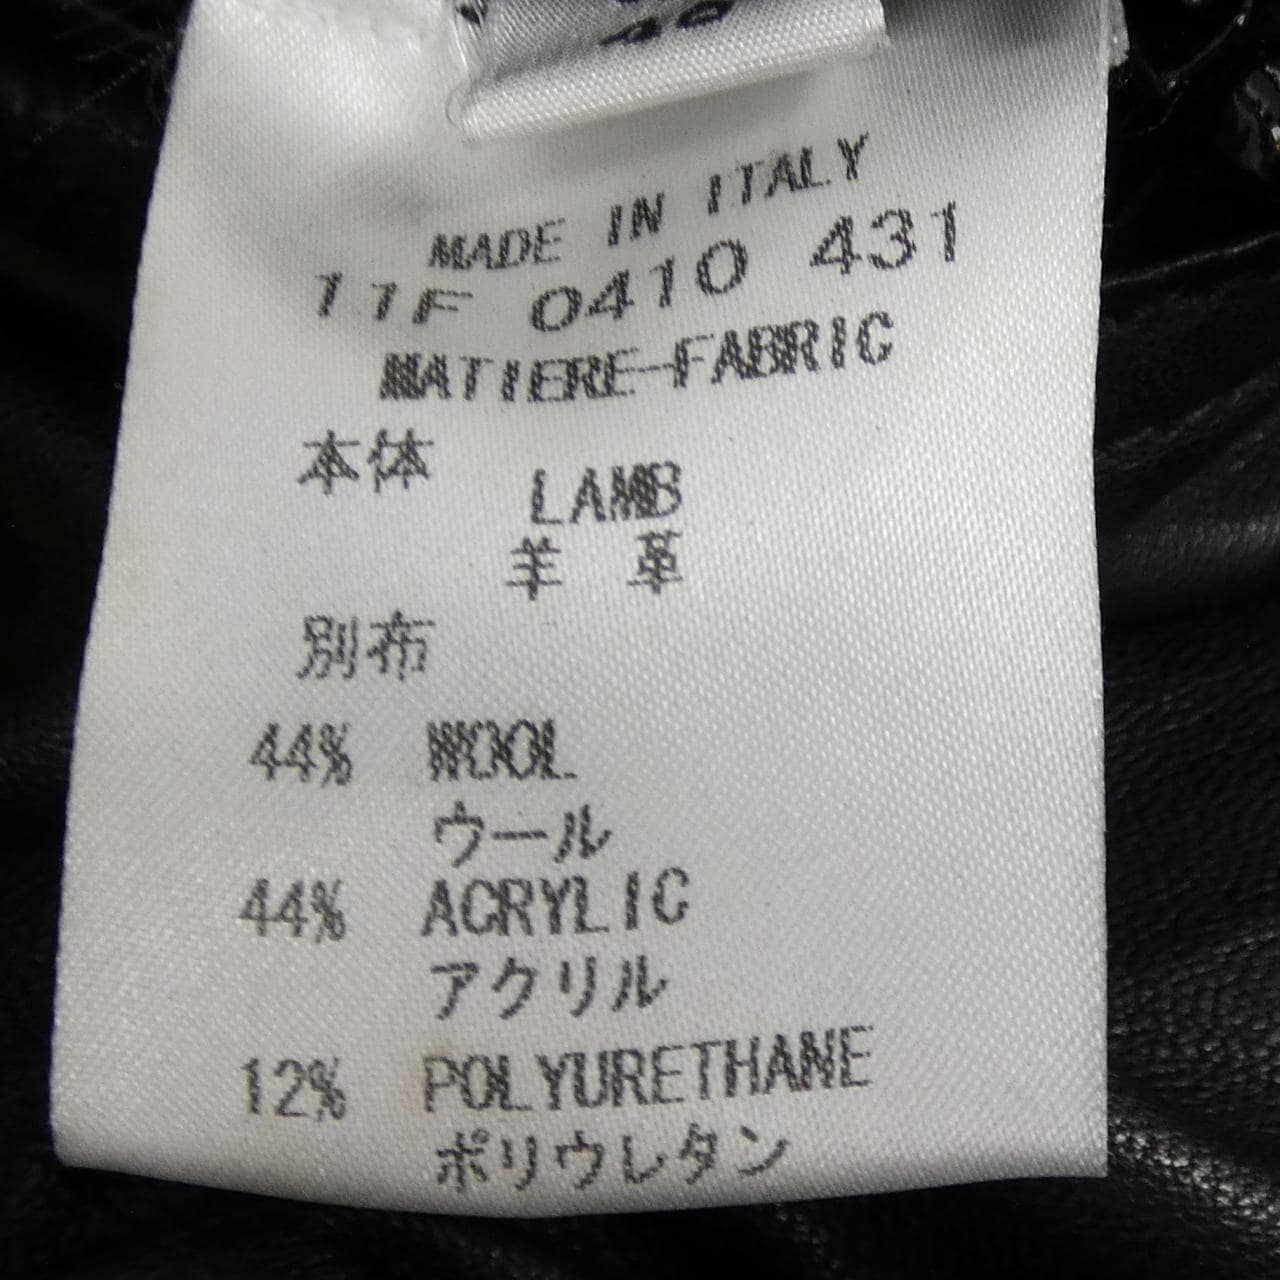 MADE IN ITALY
11F 0410 431
MATIERE-FABRIC
本体
LAMB
羊 革
別布
44% WOOL
ウール
44% ACRYLIC
アクリル
12% POLYURETHANE
ポリウレタン